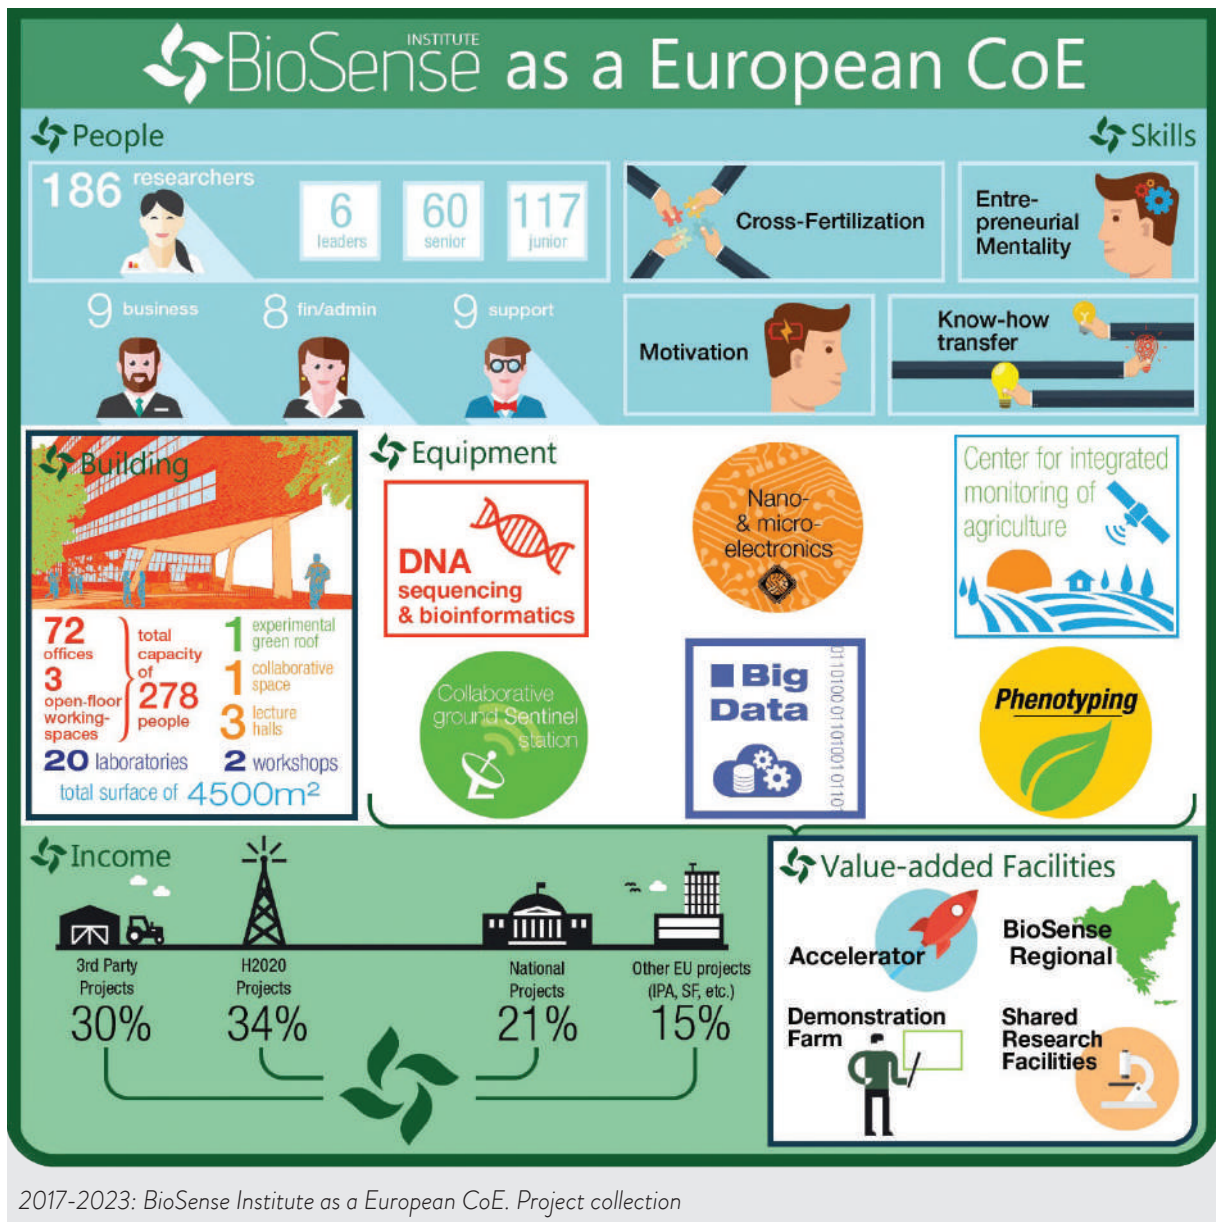 BioSense INSTITUTE as a European CoE
People
186 researchers
6
leaders
60
senior
117
junior
9 business
8 fin/admin
9 support
Skills
Cross-Fertilization
Entre-
preneurial
Mentality
Motivation
Know-how
transfer
Building
72
offices
3
open-floor
working-
spaces
total
capacity
of
278
people
1 experimental
green roof
1 collaborative
space
3 lecture
halls
20 laboratories
2 workshops
total surface of 4500m²
Equipment
DNA
sequencing
& bioinformatics
Nano-
& micro-
electronics
Center for integrated
monitoring of
agriculture
Collaborative
ground Sentinel
station
Big
Data
01101000 01101001 01101
Phenotyping
Income
3rd Party
Projects
30%
H2020
Projects
34%
National
Projects
21%
Other EU projects
(IPA, SF, etc.)
15%
Value-added Facilities
Accelerator
BioSense
Regional
Demonstration
Farm
Shared
Research
Facilities
2017-2023: BioSense Institute as a European CoE. Project collection